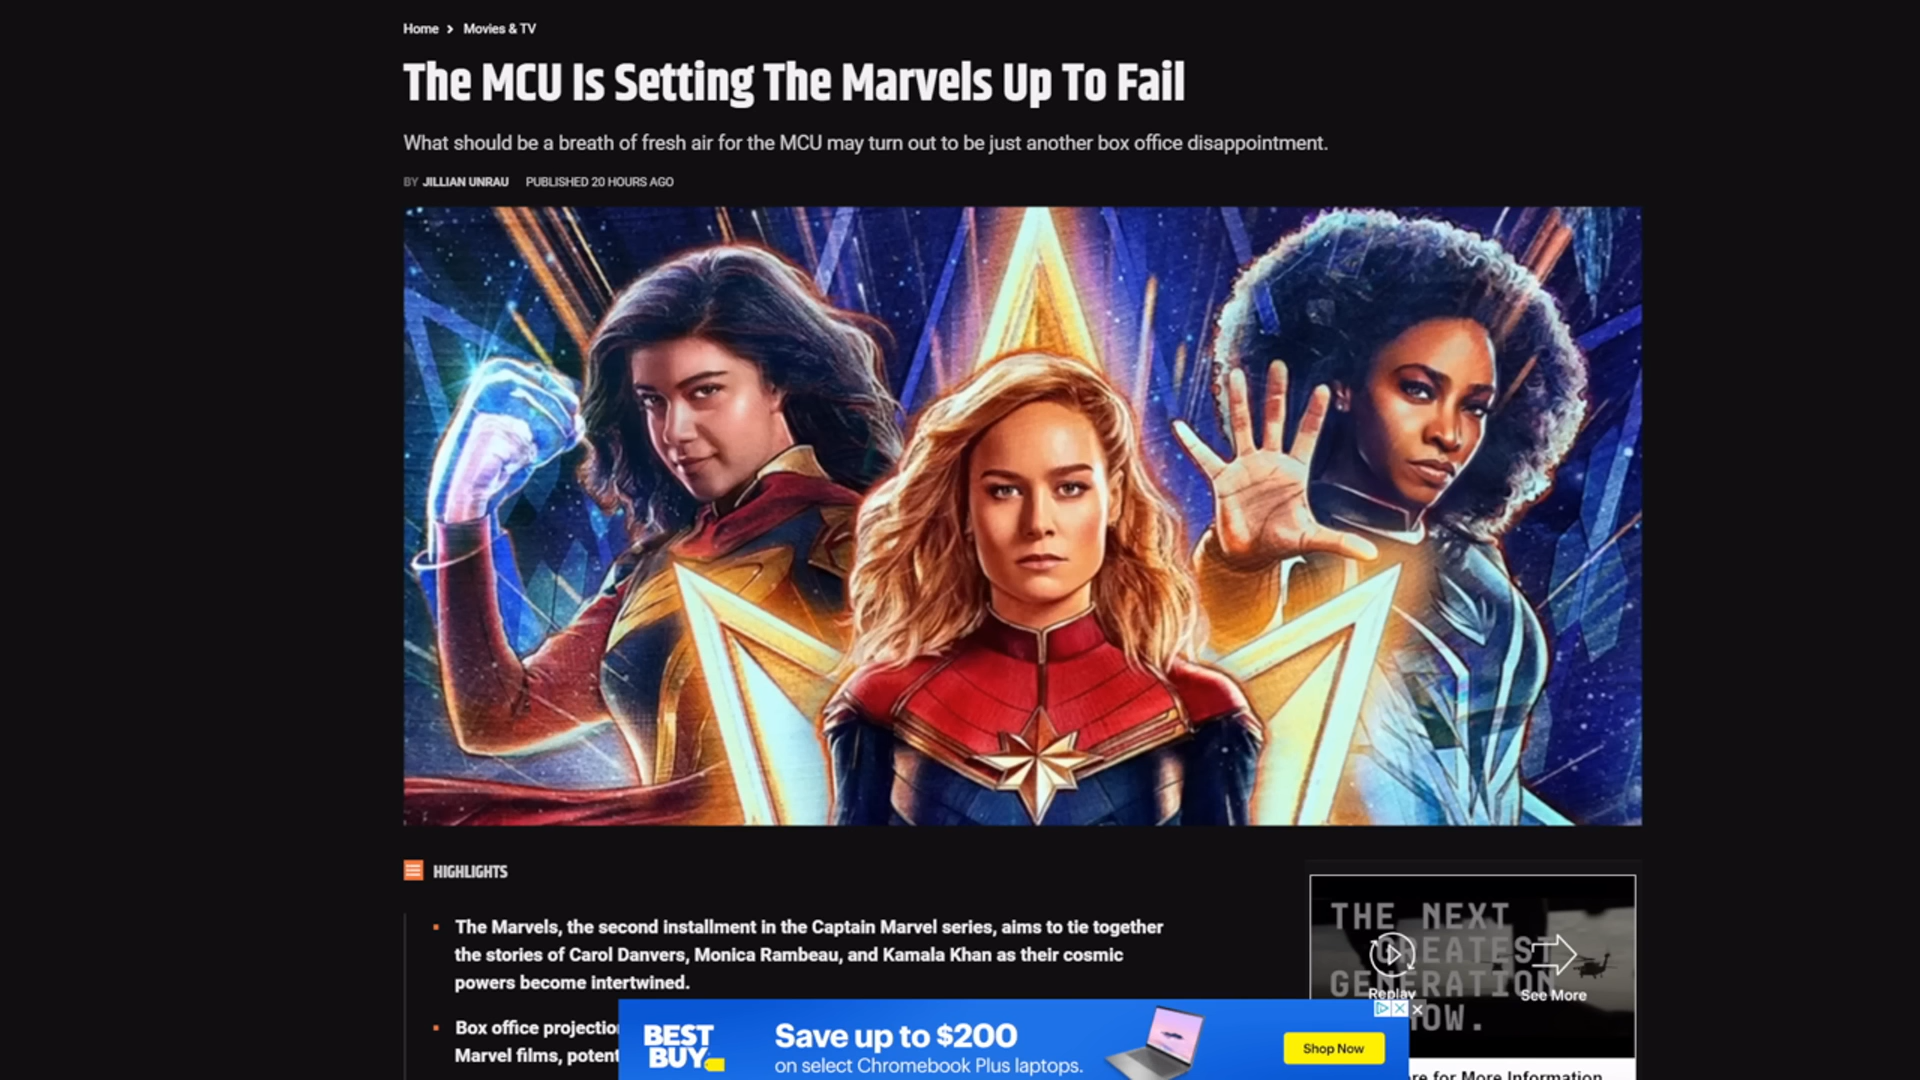 Home > Movies & TV
The MCU Is Setting The Marvels Up To Fail
What should be a breath of fresh air for the MCU may turn out to be just another box office disappointment.
BY JILLIAN UNRAU PUBLISHED 20 HOURS AGO
HIGHLIGHTS
The Marvels, the second installment in the Captain Marvel series, aims to tie together
the stories of Carol Danvers, Monica Rambeau, and Kamala Khan as their cosmic
powers become intertwined.
Box office
Marvel films,
THE NEXT
GREATEST
GENERATION
Replay
See More
BEST
BUY
Save up to $200
on select Chromebook Plus laptops.
Shop Now
for More Information